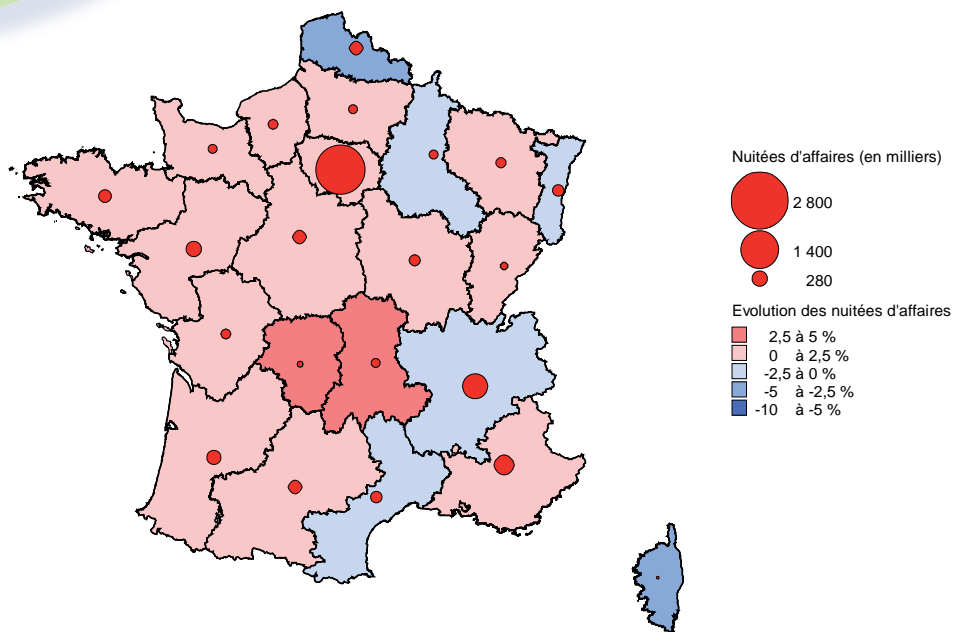 Nuitées d'affaires (en milliers)
2 800
1 400
280
Evolution des nuitées d'affaires
2,5 à 5 %
0 à 2,5 %
-2,5 à 0 %
-5 à -2,5 %
-10 à -5 %